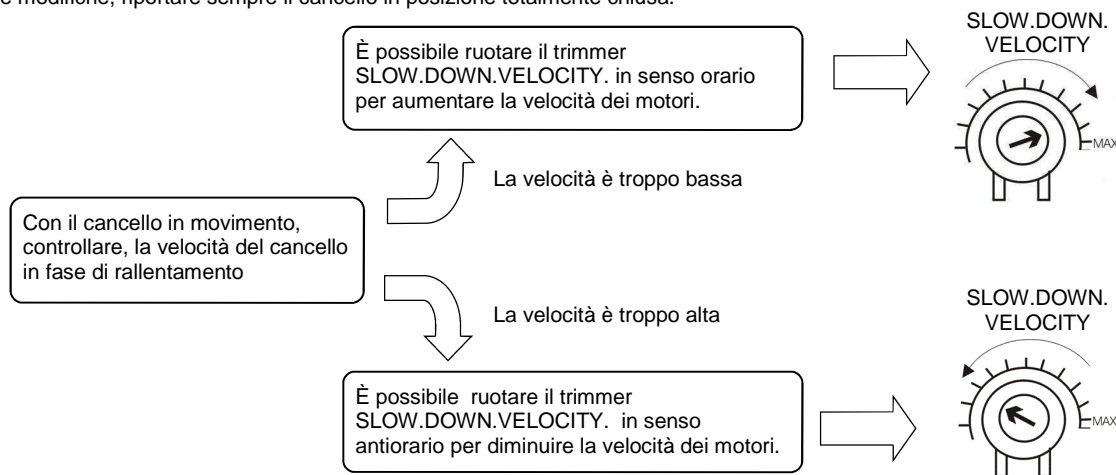 e modifiche, riportare sempre il cancello in posizione totalmente chiusa.
SLOW.DOWN.
VELOCITY
È possibile ruotare il trimmer
SLOW.DOWN.VELOCITY. in senso orario
per aumentare la velocità dei motori.
MAX
La velocità è troppo bassa
Con il cancello in movimento,
controllare, la velocità del cancello
in fase di rallentamento
La velocità è troppo alta
SLOW.DOWN.
VELOCITY
È possibile ruotare il trimmer
SLOW.DOWN.VELOCITY. in senso
antiorario per diminuire la velocità dei motori.
MAX